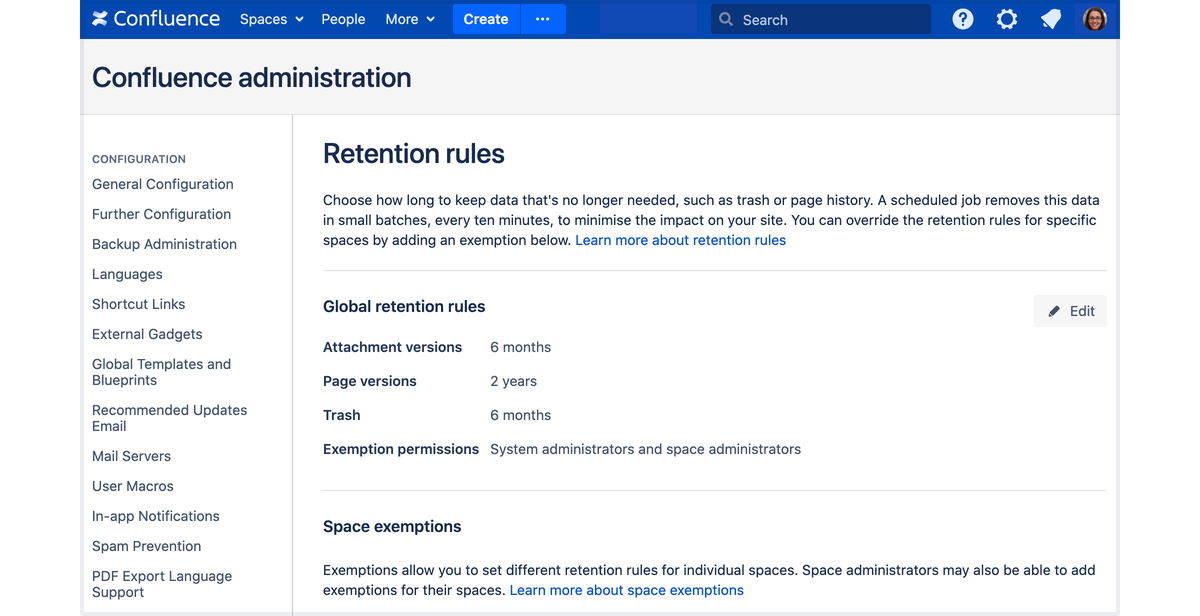 Confluence Spaces People More Create ... Search
Confluence administration
CONFIGURATION
General Configuration
Further Configuration
Backup Administration
Languages
Shortcut Links
External Gadgets
Global Templates and
Blueprints
Recommended Updates
Email
Mail Servers
User Macros
In-app Notifications
Spam Prevention
PDF Export Language
Support
Retention rules
Choose how long to keep data that's no longer needed, such as trash or page history. A scheduled job removes this data
in small batches, every ten minutes, to minimise the impact on your site. You can override the retention rules for specific
spaces by adding an exemption below. Learn more about retention rules
Global retention rules
Edit
Attachment versions 6 months
Page versions 2 years
Trash 6 months
Exemption permissions System administrators and space administrators
Space exemptions
Exemptions allow you to set different retention rules for individual spaces. Space administrators may also be able to add
exemptions for their spaces. Learn more about space exemptions